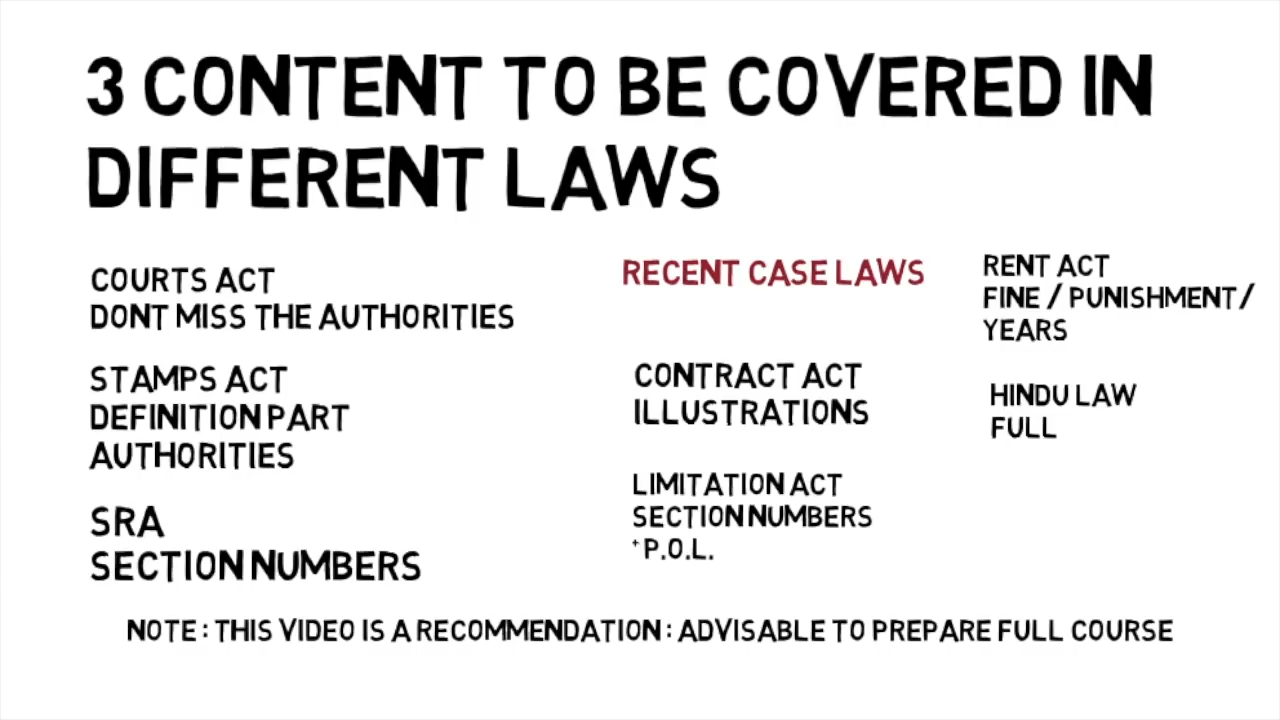 3 CONTENT TO BE COVERED IN
DIFFERENT LAWS
COURTS ACT
DONT MISS THE AUTHORITIES
STAMPS ACT
DEFINITION PART
AUTHORITIES
SRA
SECTION NUMBERS
RECENT CASE LAWS
CONTRACT ACT
ILLUSTRATIONS
LIMITATION ACT
SECTION NUMBERS
+P.O.L.
RENT ACT
FINE / PUNISHMENT/
YEARS
HINDU LAW
FULL
NOTE : THIS VIDEO IS A RECOMMENDATION : ADVISABLE TO PREPARE FULL COURSE